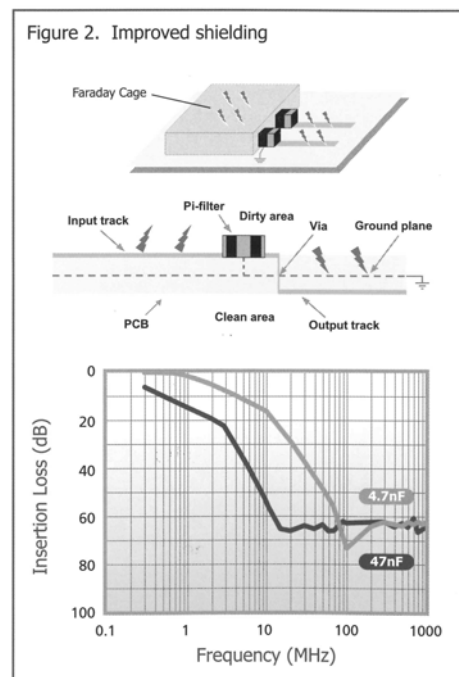 Figure 2. Improved shielding
Faraday Cage
Pi-filter
Dirty area
Input track
Via
Ground plane
PCB
Clean area
Output track
0
20
40
60
80
100
Insertion Loss (dB)
4.7nF
47nF
0.1 1 10 100 1000
Frequency (MHz)